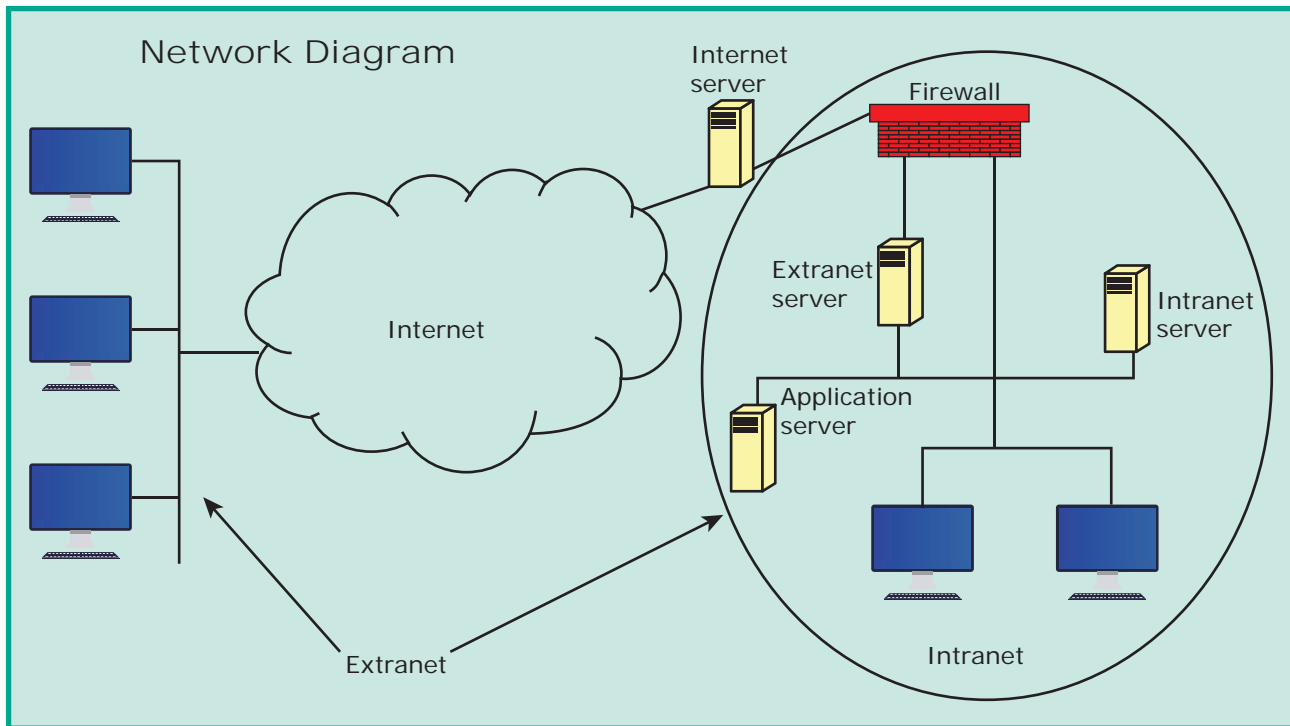 Network Diagram
Internet
server
Firewall
Extranet
server
Intranet
server
Internet
Application
server
Extranet
Intranet